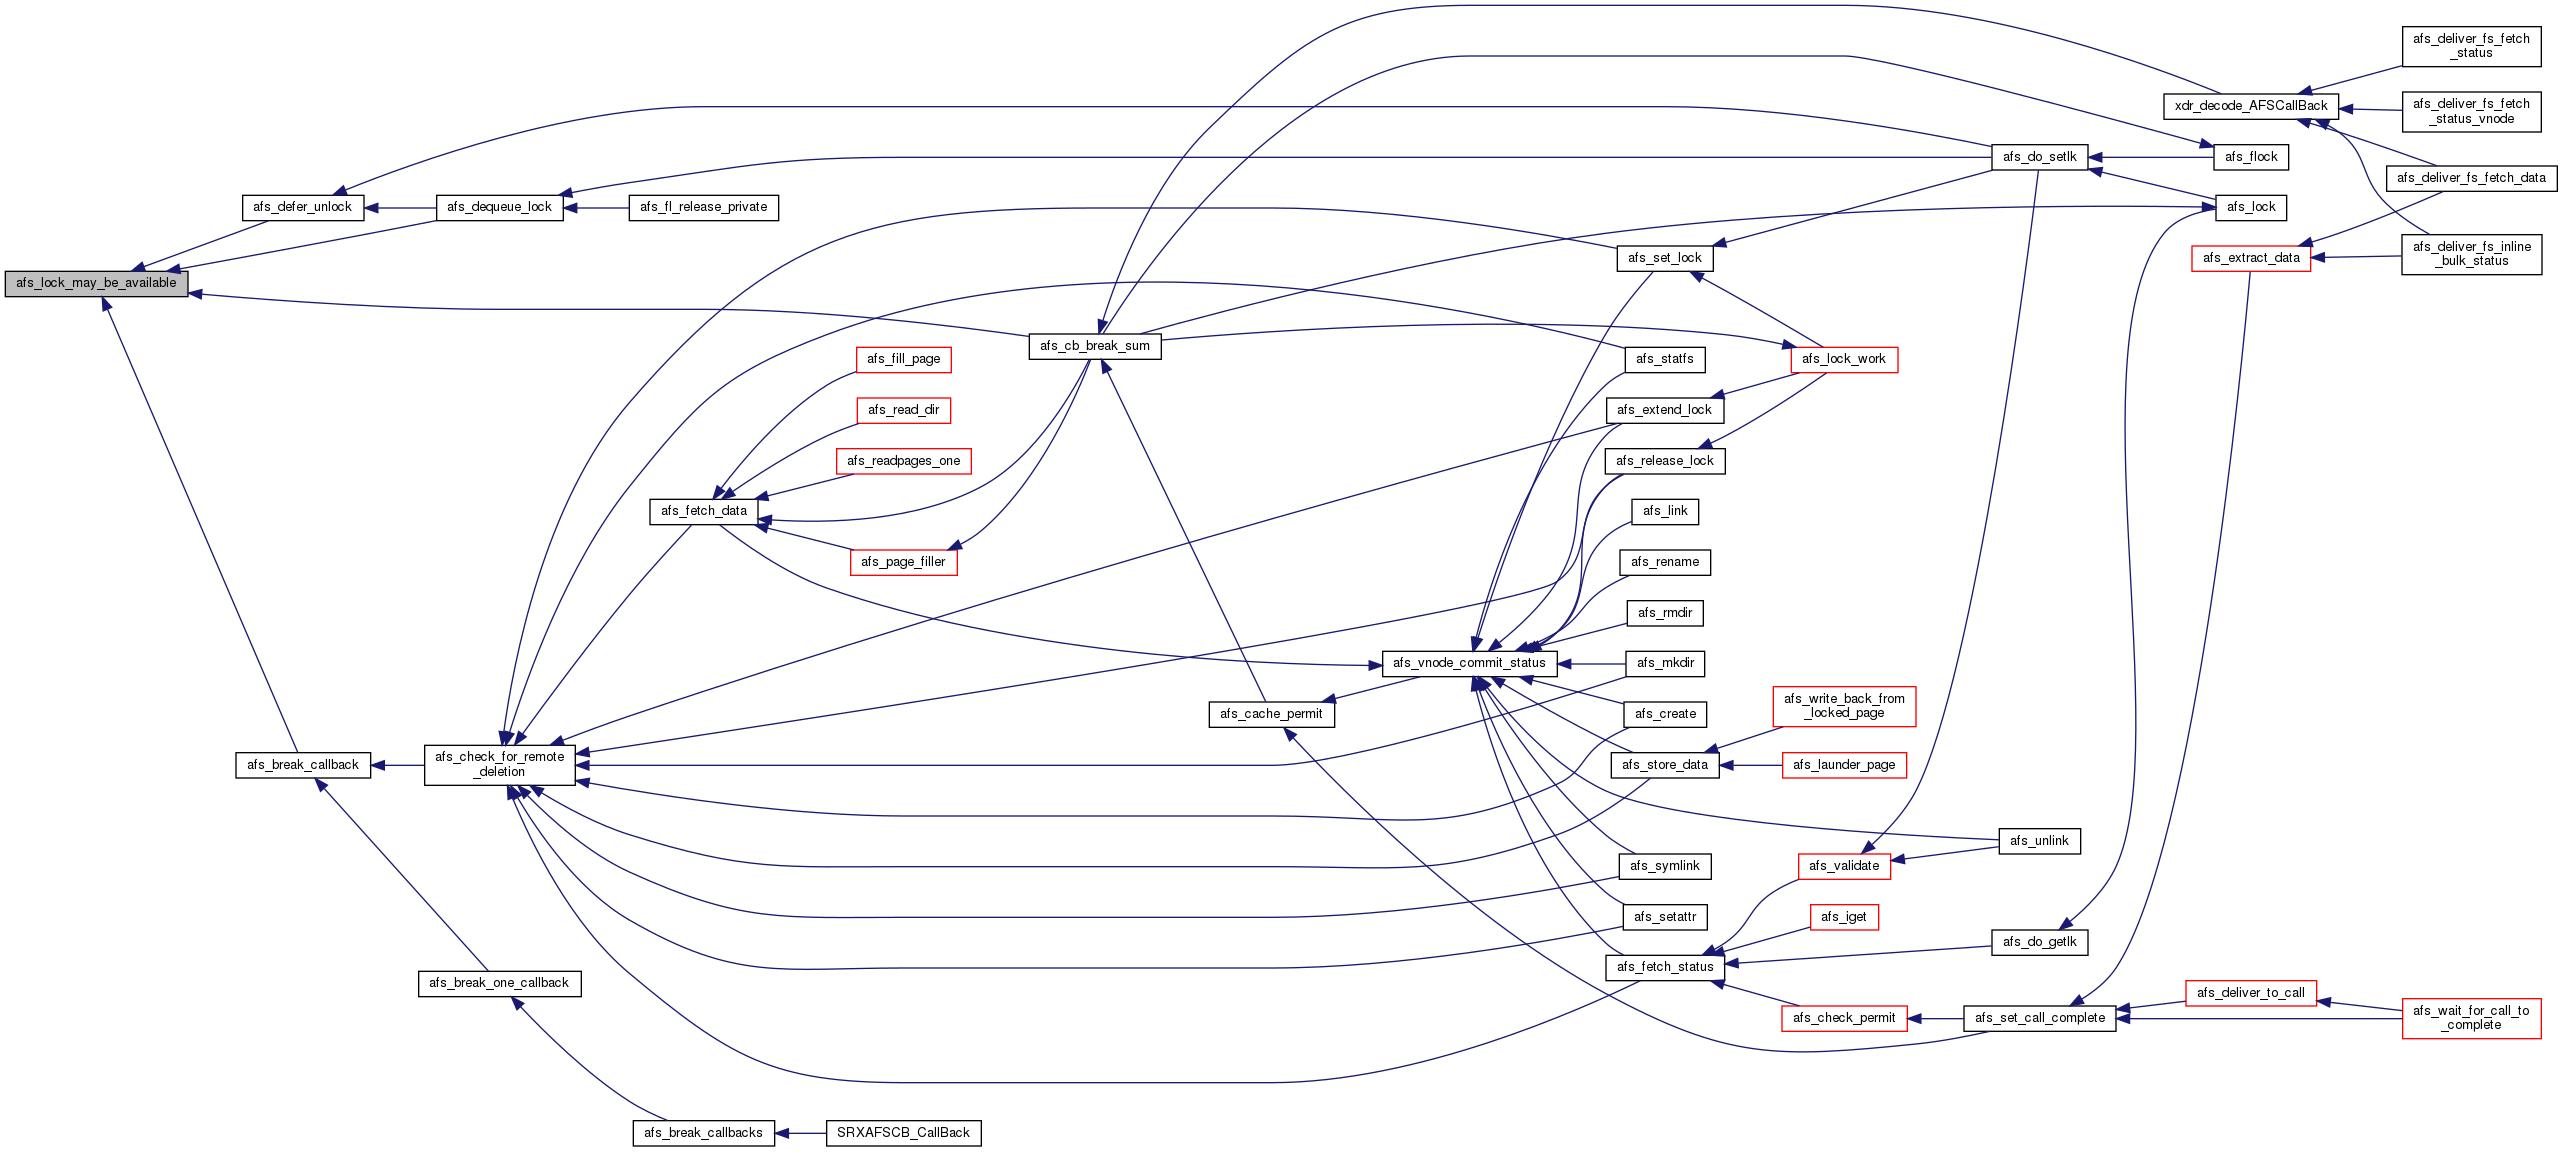 afs_deliver_fs_fetch
_status
xdr_decode_AFSCallBack
afs_deliver_fs_fetch
_status_vnode
afs_do_setlk
afs_flock
afs_deliver_fs_fetch_data
afs_defer_unlock
afs_dequeue_lock
afs_fl_release_private
afs_lock
afs_set_lock
afs_extract_data
afs_deliver_fs_inline
_bulk_status
afs_lock_may_be_available
afs_cb_break_sum
afs_fill_page
afs_statfs
afs_lock_work
afs_read_dir
afs_extend_lock
afs_readpages_one
afs_release_lock
afs_fetch_data
afs_link
afs_page_filler
afs_rename
afs_rmdir
afs_vnode_commit_status
afs_mkdir
afs_cache_permit
afs_create
afs_write_back_from
_locked_page
afs_break_callback
afs_check_for_remote
_deletion
afs_store_data
afs_launder_page
afs_unlink
afs_symlink
afs_validate
afs_setattr
afs_iget
afs_do_getlk
afs_fetch_status
afs_break_one_callback
afs_deliver_to_call
afs_check_permit
afs_set_call_complete
afs_wait_for_call_to
_complete
afs_break_callbacks
SRXAFSCB_CallBack